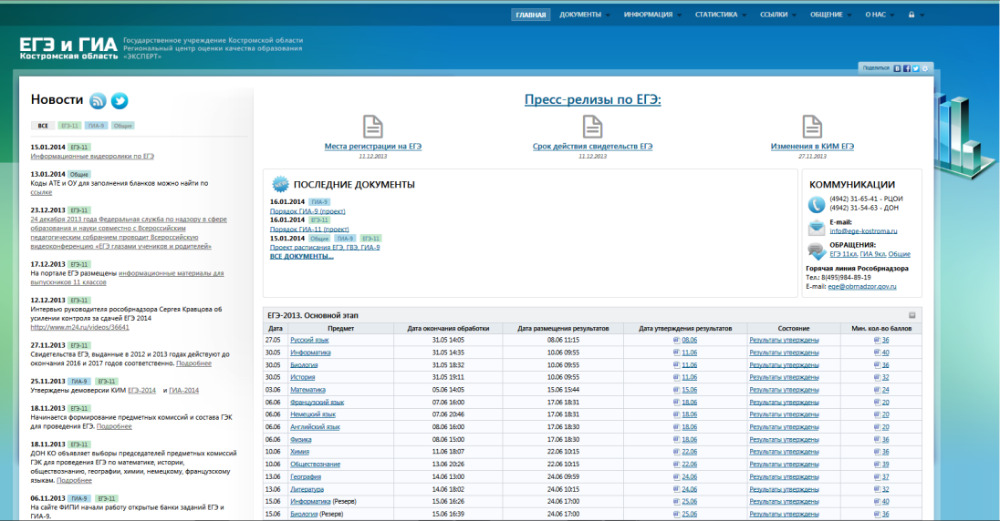 ГЛАВНАЯ ДОКУМЕНТЫ ИНФОРМАЦИЯ СТАТИСТИКА ССЫЛКИ ОБЩЕНИЕ О НАС
ЕГЭ и ГИА
Костромская область
Государственное учреждение Костромской области
Региональный центр оценки качества образования
«ЭКСПЕРТ»
Поделиться
Новости
ВСЕ ЕГЭ-11 ГИА-9 Общие
15.01.2014 ЕГЭ-11
Информационные видеоролики по ЕГЭ
13.01.2014 Общие
Коды АТЕ и ОУ для заполнения бланков можно найти по
ссылке
23.12.2013 ЕГЭ-11
24 декабря 2013 года Федеральная служба по надзору в сфере
образования и науки совместно с Всероссийским
педагогическим собранием проводит Всероссийскую
видеоконференцию «ЕГЭ глазами учеников и родителей»
17.12.2013 ЕГЭ-11
На портале ЕГЭ размещены информационные материалы для
выпускников 11 классов
12.12.2013 ЕГЭ-11
Интервью руководителя рособрнадзора Сергея Кравцова об
усилении контроля за сдачей ЕГЭ 2014
http://www.m24.ru/videos/36641
27.11.2013 ЕГЭ-11
Свидетельства ЕГЭ, выданные в 2012 и 2013 годах действуют до
окончания 2016 и 2017 годов соответственно. Подробнее
25.11.2013 ГИА-9 ЕГЭ-11
Утверждены демоверсии КИМ ЕГЭ-2014 и ГИА-2014
18.11.2013 ЕГЭ-11
Начинается формирование предметных комиссий и состава ГЭК
для проведения ЕГЭ. Подробнее
18.11.2013 ЕГЭ-11
ДОН КО объявляет выборы председателей предметных комиссий
ГЭК для проведения ЕГЭ по математике, истории,
обществознанию, географии, химии, немецкому, французскому
языкам. Подробнее
06.11.2013 ГИА-9 ЕГЭ-11
На сайте ФИПИ начали работу открытые банки заданий ЕГЭ и
ГИА-9.
Пресс-релизы по ЕГЭ:
Места регистрации на ЕГЭ
11.12.2013
Срок действия свидетельств ЕГЭ
11.12.2013
Изменения в КИМ ЕГЭ
27.11.2013
NEW ПОСЛЕДНИЕ ДОКУМЕНТЫ
16.01.2014 ГИА-9
Порядок ГИА-9 (проект)
16.01.2014 ЕГЭ-11
Порядок ГИА-11 (проект)
15.01.2014 Общие ГИА-9 ЕГЭ-11
Проект расписания ЕГЭ, ГВЭ, ГИА-9
ВСЕ ДОКУМЕНТЫ...
КОММУНИКАЦИИ
(4942) 31-65-41 - РЦОИ
(4942) 31-54-63 - ДОН
E-mail:
info@ege-kostroma.ru
ОБРАЩЕНИЯ:
ЕГЭ 11кл, ГИА 9кл, Общие
Горячая линия Рособрнадзора
Тел.: 8(495)984-89-19
E-mail: ege@obrnadzor.gov.ru
ЕГЭ-2013. Основной этап
Дата Предмет Дата окончания обработки Дата размещения результатов Дата утверждения результатов Состояние Мин. кол-во баллов
27.05 Русский язык 31.05 14:05 08.06 11:15 08.06 Результаты утверждены 36
30.05 Информатика 31.05 14:35 10.06 09:55 11.06 Результаты утверждены 40
30.05 Биология 31.05 18:32 10.06 09:55 11.06 Результаты утверждены 36
30.05 История 31.05 19:11 10.06 09:55 11.06 Результаты утверждены 32
03.06 Математика 05.06 14:05 15.06 15:44 15.06 Результаты утверждены 24
06.06 Французский язык 07.06 16:00 17.06 18:31 18.06 Результаты утверждены 20
06.06 Немецкий язык 07.06 20:46 17.06 18:31 18.06 Результаты утверждены 20
06.06 Английский язык 08.06 16:00 17.06 18:30 18.06 Результаты утверждены 20
06.06 Физика 08.06 15:00 17.06 18:30 18.06 Результаты утверждены 36
10.06 Химия 11.06 18:07 22.06 10:15 22.06 Результаты утверждены 36
10.06 Обществознание 13.06 20:26 22.06 10:15 22.06 Результаты утверждены 39
13.06 География 14.06 13:00 24.06 09:59 24.06 Результаты утверждены 37
13.06 Литература 14.06 18:02 24.06 10:15 24.06 Результаты утверждены 32
15.06 Информатика (Резерв) 15.06 16:26 24.06 17:00 25.06 Результаты утверждены 40
15.06 Биология (Резерв) 15.06 16:39 24.06 17:00 25.06 Результаты утверждены 36